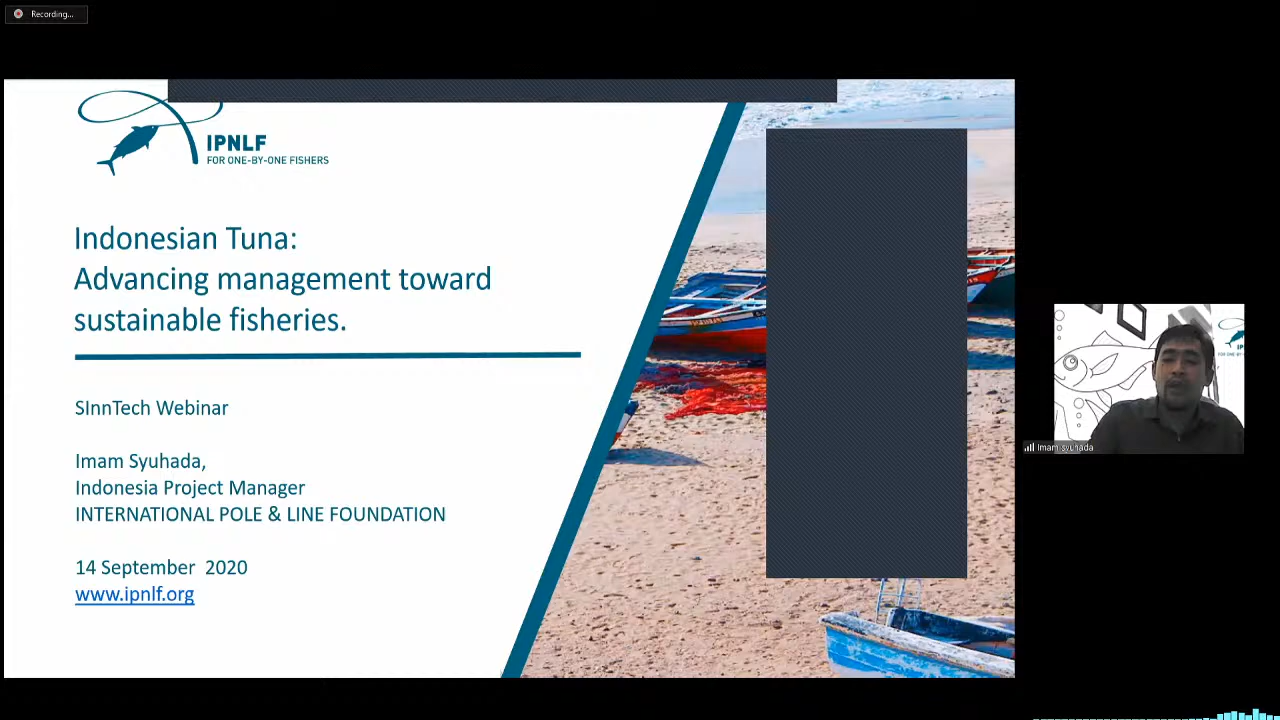 Recording...
IPNLF
FOR ONE-BY-ONE FISHERS
Indonesian Tuna:
Advancing management toward
sustainable fisheries.
SInnTech Webinar
Imam Syuhada,
Indonesia Project Manager
INTERNATIONAL POLE & LINE FOUNDATION
14 September 2020
www.ipnlf.org
Imam syuhada